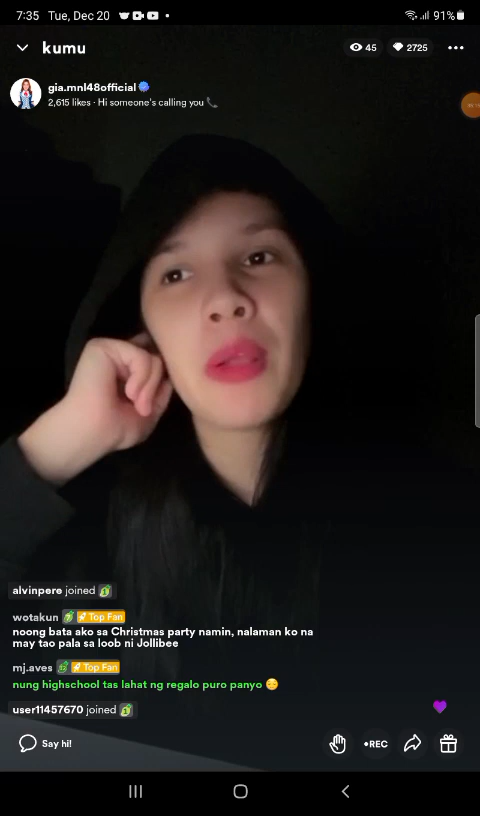 7:35 Tue, Dec 20 91%
kumu 45 2725
gia.mnl48official
2,615 likes · Hi someone's calling you 📞
alvinpere joined
wotakun Top Fan
noong bata ako sa Christmas party namin, nalaman ko na
may tao pala sa loob ni Jollibee
mj.aves Top Fan
nung highschool tas lahat ng regalo puro panyo 😔
user11457670 joined
Say hi! •REC